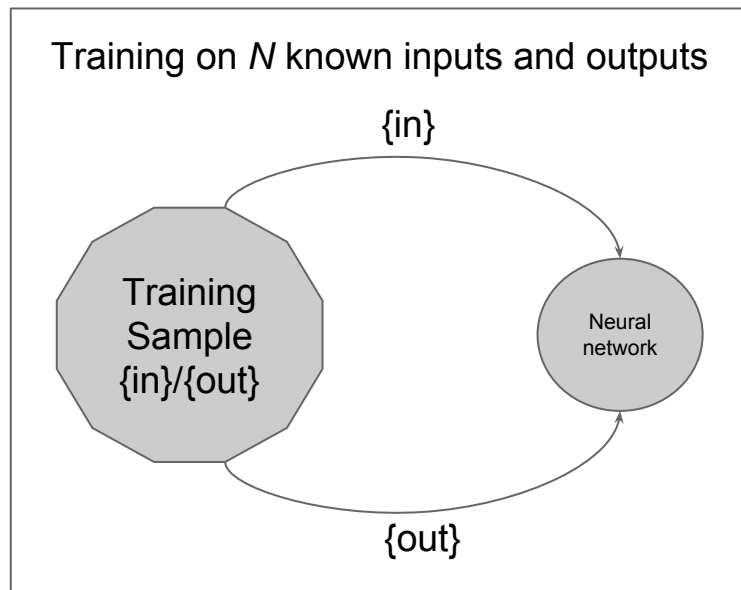 Training on N known inputs and outputs
{in}
Training
Sample
{in}/{out}
Neural
network
{out}